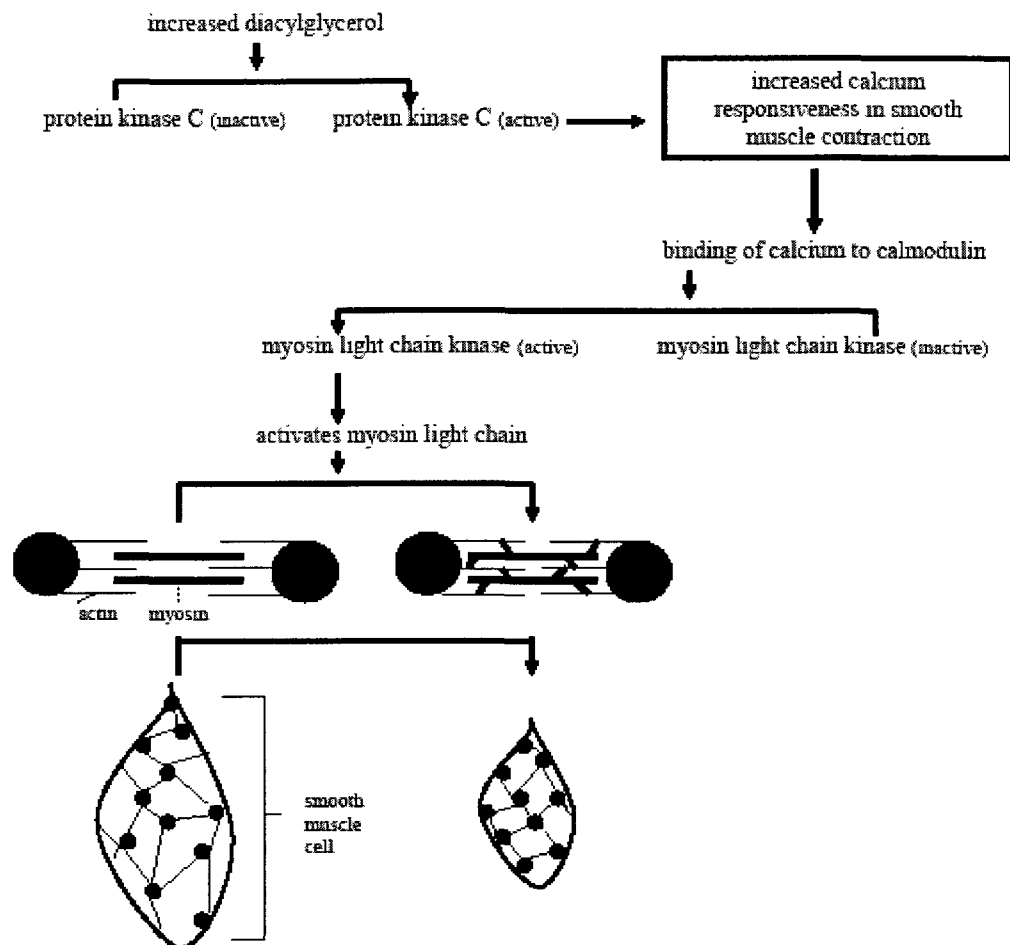 increased diacylglycerol
protein kinase C (inactive)
protein kinase C (active)
increased calcium
responsiveness in smooth
muscle contraction
binding of calcium to calmodulin
myosin light chain kinase (active)
myosin light chain kinase (inactive)
activates myosin light chain
actin
myosin
smooth
muscle
cell